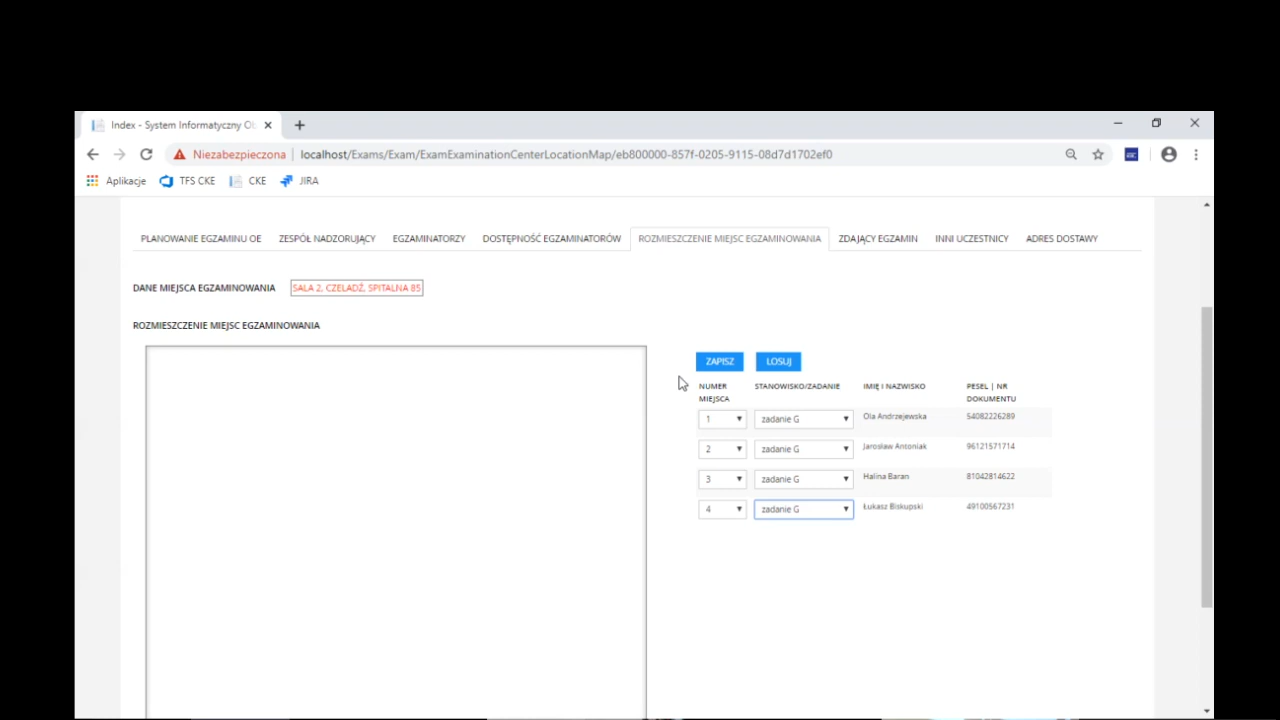 Index - System Informatyczny Ob
Niezabezpieczona | localhost/Exams/Exam/ExamExaminationCenterLocationMap/eb800000-857f-0205-9115-08d7d1702ef0
Aplikacje TFS CKE CKE JIRA
PLANOWANIE EGZAMINU OE ZESPÓŁ NADZORUJĄCY EGZAMINATORZY DOSTĘPNOŚĆ EGZAMINATORÓW ROZMIESZCZENIE MIEJSC EGZAMINOWANIA ZDAJĄCY EGZAMIN INNI UCZESTNICY ADRES DOSTAWY
DANE MIEJSCA EGZAMINOWANIA SALA 2, CZELADŹ, SPITALNA 85
ROZMIESZCZENIE MIEJSC EGZAMINOWANIA
ZAPISZ LOSUJ
NUMER MIEJSCA STANOWISKO/ZADANIE IMIĘ I NAZWISKO PESEL | NR DOKUMENTU
1 zadanie G Ola Andrzejewska 54082226289
2 zadanie G Jarosław Antoniak 96121571714
3 zadanie G Halina Baran 81042814622
4 zadanie G Łukasz Biskupski 49100567231